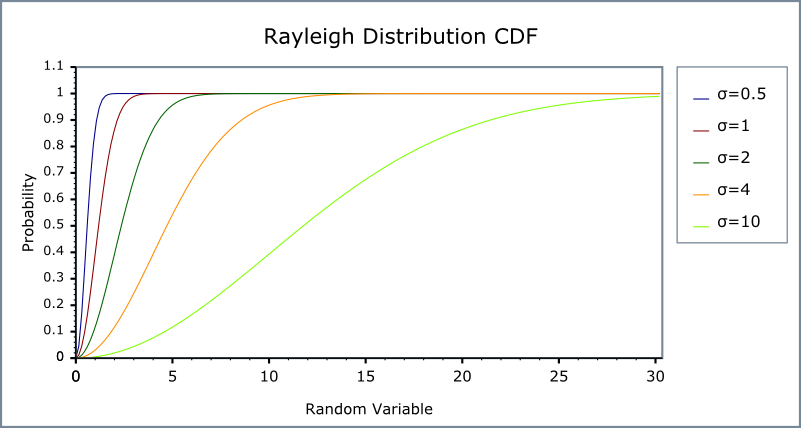 Rayleigh Distribution CDF
1.1
1
0.9
0.8
0.7
0.6
0.5
0.4
0.3
0.2
0.1
0
Probability
0 5 10 15 20 25 30
Random Variable
σ=0.5
σ=1
σ=2
σ=4
σ=10